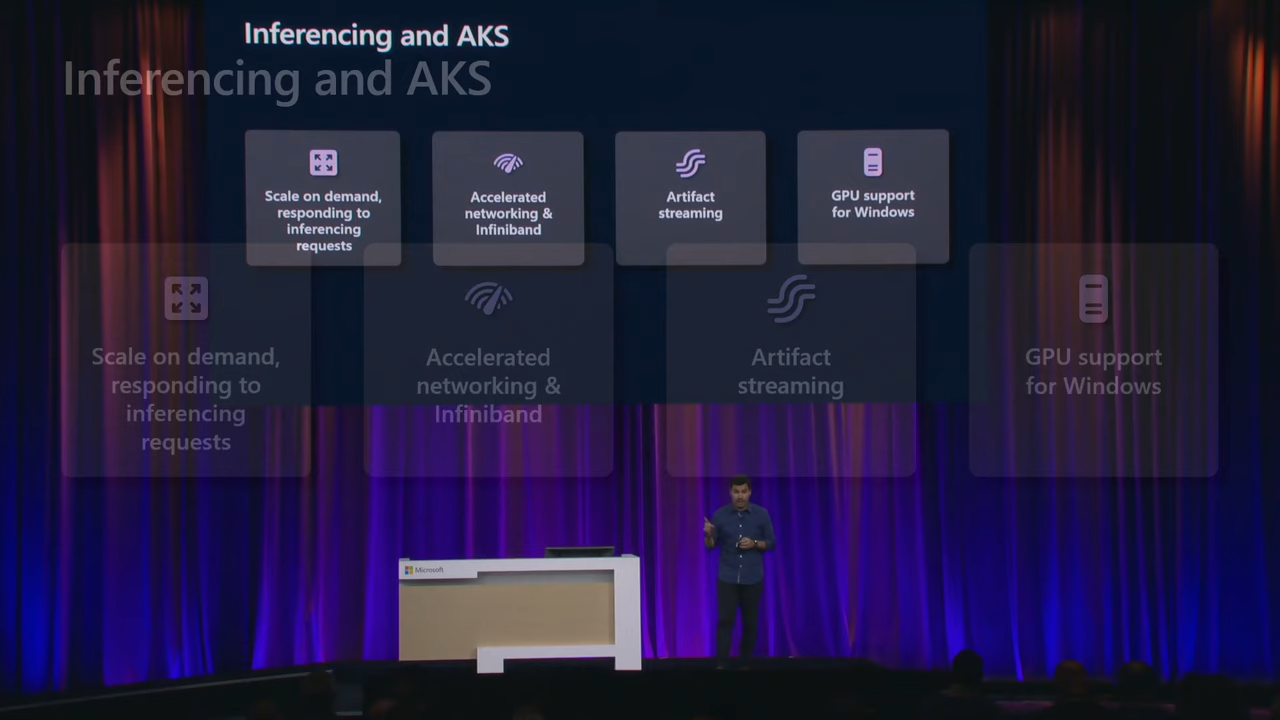 Inferencing and AKS
Inferencing and AKS
Scale on demand,
responding to
inferencing
requests
Accelerated
networking &
Infiniband
Artifact
streaming
GPU support
for Windows
Scale on demand,
responding to
inferencing
requests
Accelerated
networking &
Infiniband
Artifact
streaming
GPU support
for Windows
Microsoft